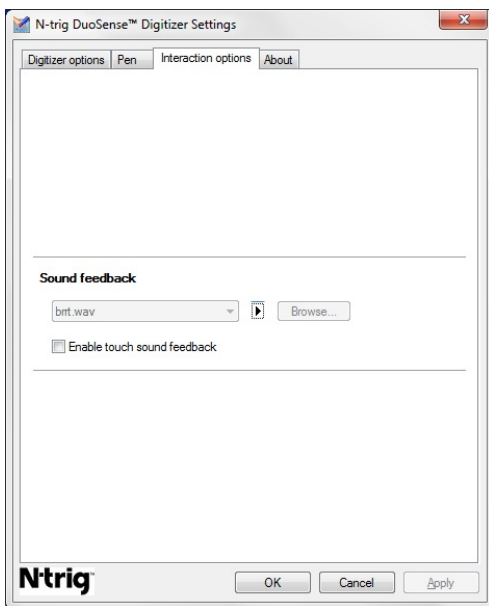 N-trig DuoSense™ Digitizer Settings
Digitizer options Pen Interaction options About
Sound feedback
brrt.wav Browse...
Enable touch sound feedback
N-trig OK Cancel Apply